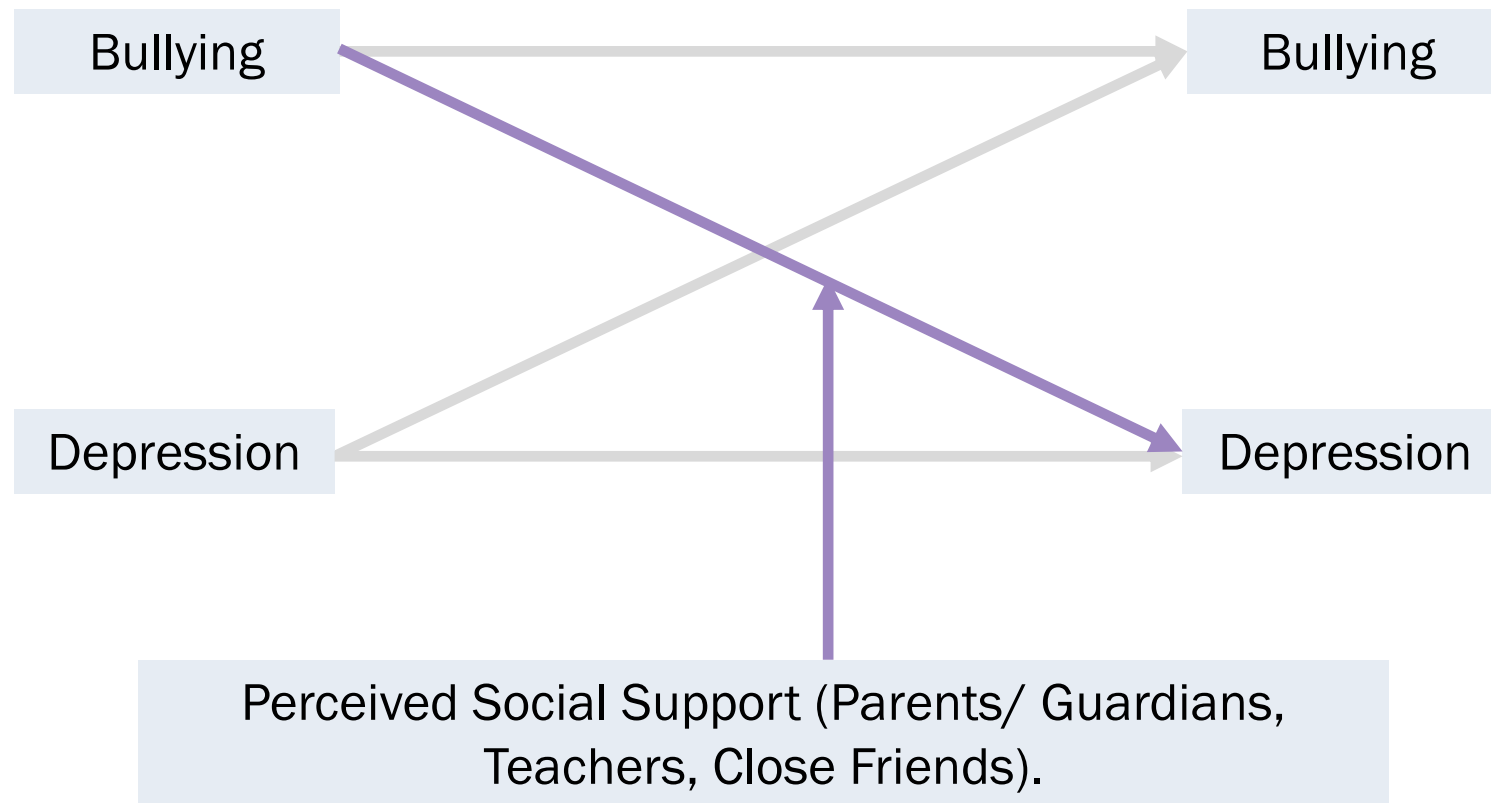 Bullying
Bullying
Depression
Depression
Perceived Social Support (Parents/ Guardians,
Teachers, Close Friends).